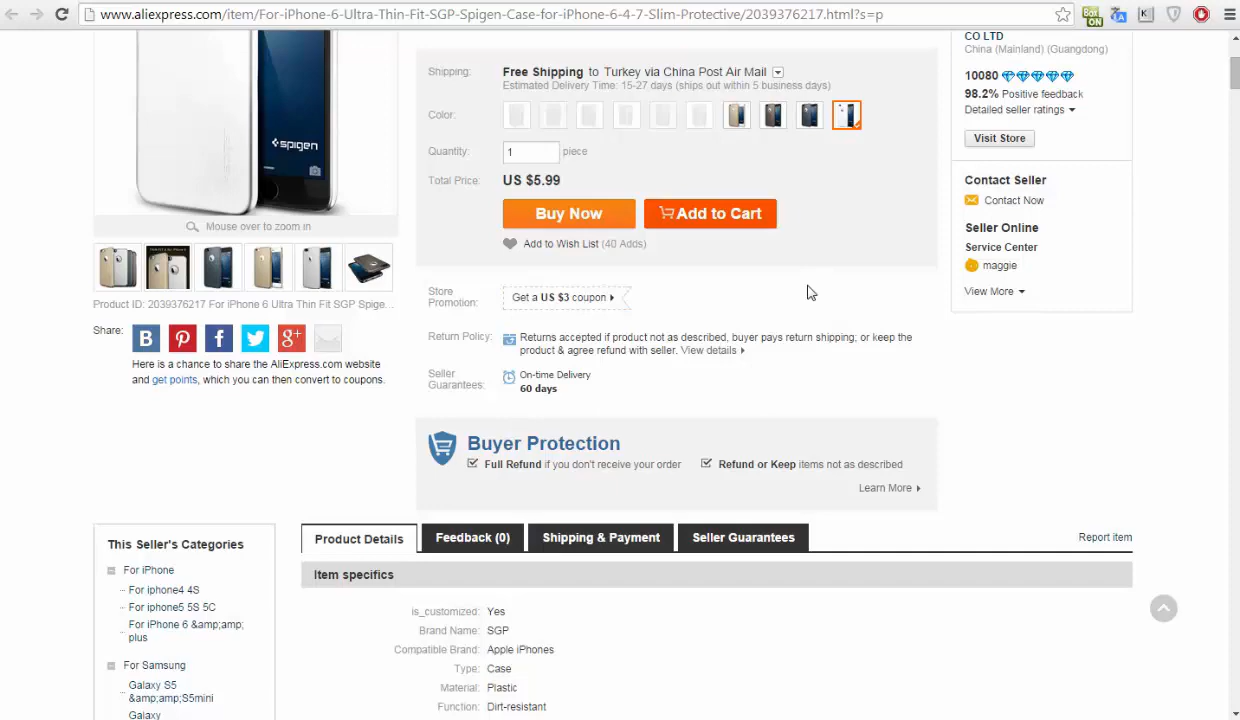 www.aliexpress.com/item/For-iPhone-6-Ultra-Thin-Fit-SGP-Spigen-Case-for-iPhone-6-4-7-Slim-Protective/2039376217.html?s=p
ON
K
CO LTD
China (Mainland) (Guangdong)
10080
98.2% Positive feedback
Detailed seller ratings
Visit Store
Contact Seller
Contact Now
Seller Online
Service Center
maggie
View More
spigen
Mouse over to zoom in
Product ID: 2039376217 For iPhone 6 Ultra Thin Fit SGP Spige...
Share:
B
f
g+
Here is a chance to share the AliExpress.com website
and get points, which you can then convert to coupons.
Shipping: Free Shipping to Turkey via China Post Air Mail
Estimated Delivery Time: 15-27 days (ships out within 5 business days)
Color:
Quantity: 1 piece
Total Price: US $5.99
Buy Now Add to Cart
Add to Wish List (40 Adds)
Store
Promotion:
Get a US $3 coupon
Return Policy: Returns accepted if product not as described, buyer pays return shipping; or keep the
product & agree refund with seller. View details
Seller
Guarantees:
On-time Delivery
60 days
Buyer Protection
Full Refund if you don't receive your order Refund or Keep items not as described
Learn More
This Seller's Categories
For iPhone
For iphone4 4S
For iphone5 5S 5C
For iPhone 6 &amp;amp;
plus
For Samsung
Galaxy S5
&amp;amp;S5mini
Galaxy
Product Details Feedback (0) Shipping & Payment Seller Guarantees Report item
Item specifics
is_customized: Yes
Brand Name: SGP
Compatible Brand: Apple iPhones
Type: Case
Material: Plastic
Function: Dirt-resistant